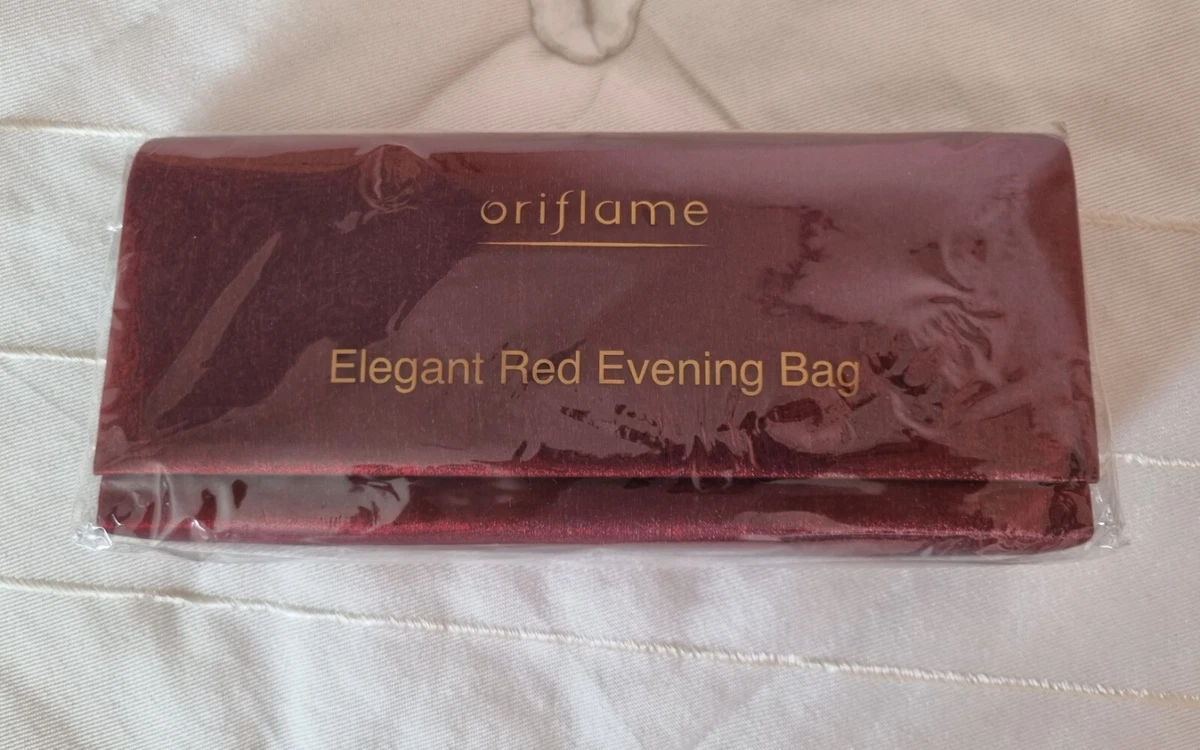 oriflame
Elegant Red Evening Bag